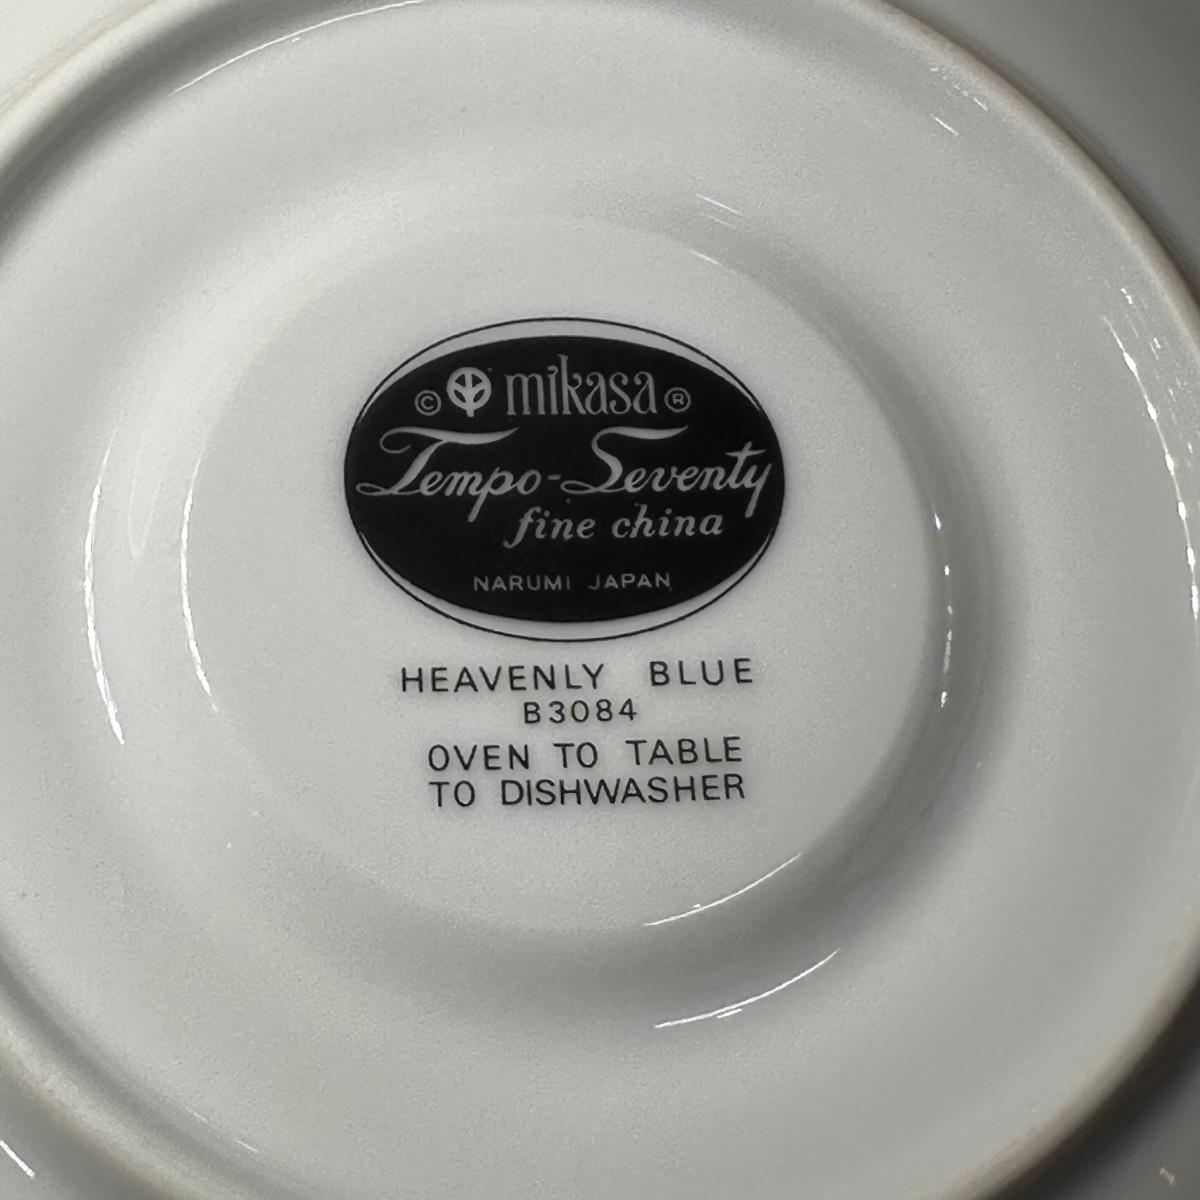 © mikasa ®
Tempo-Seventy
fine china
NARUMI JAPAN
HEAVENLY BLUE
B3084
OVEN TO TABLE
TO DISHWASHER